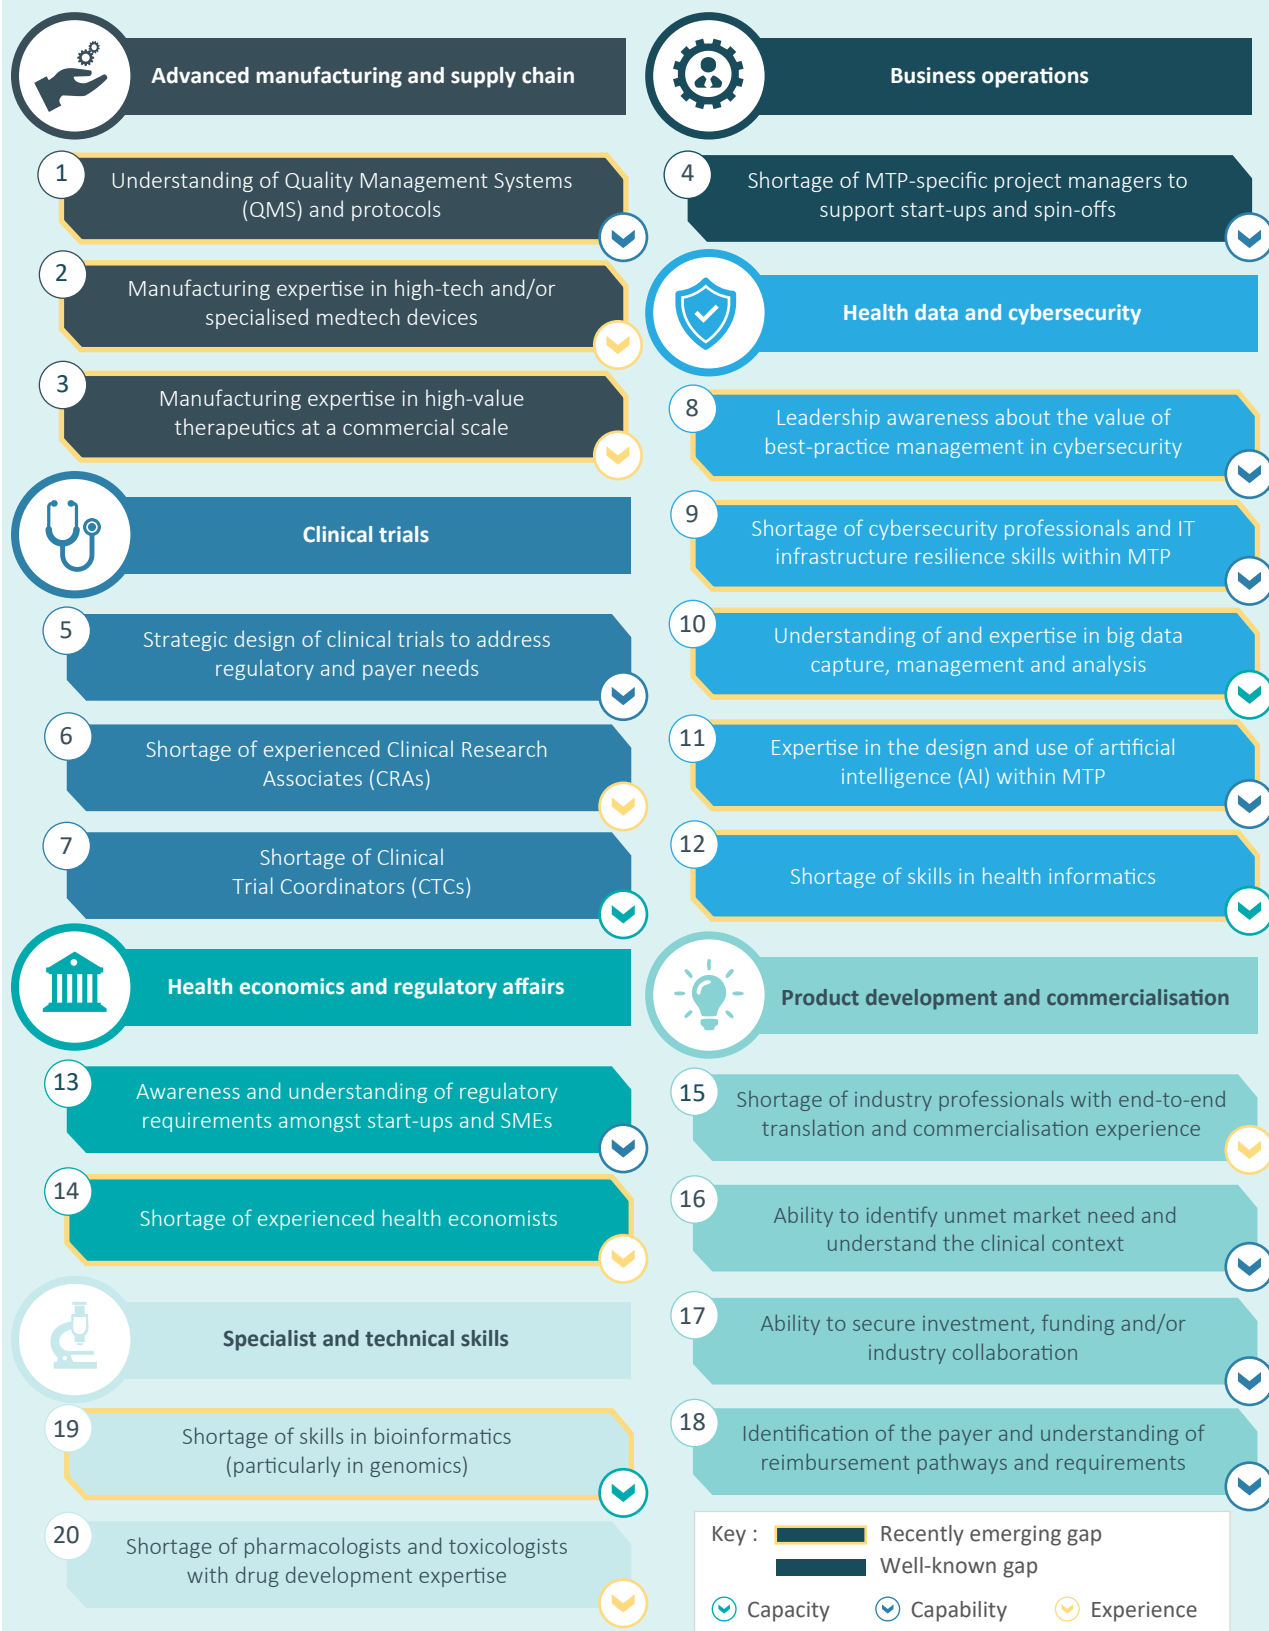 Advanced manufacturing and supply chain
1
Understanding of Quality Management Systems
(QMS) and protocols
2
Manufacturing expertise in high-tech and/or
specialised medtech devices
3
Manufacturing expertise in high-value
therapeutics at a commercial scale
Business operations
4
Shortage of MTP-specific project managers to
support start-ups and spin-offs
Clinical trials
5
Strategic design of clinical trials to address
regulatory and payer needs
6
Shortage of experienced Clinical Research
Associates (CRAs)
7
Shortage of Clinical
Trial Coordinators (CTCs)
Health data and cybersecurity
8
Leadership awareness about the value of
best-practice management in cybersecurity
9
Shortage of cybersecurity professionals and IT
infrastructure resilience skills within MTP
10
Understanding of and expertise in big data
capture, management and analysis
11
Expertise in the design and use of artificial
intelligence (AI) within MTP
12
Shortage of skills in health informatics
Health economics and regulatory affairs
13
Awareness and understanding of regulatory
requirements amongst start-ups and SMEs
14
Shortage of experienced health economists
Product development and commercialisation
15
Shortage of industry professionals with end-to-end
translation and commercialisation experience
16
Ability to identify unmet market need and
understand the clinical context
17
Ability to secure investment, funding and/or
industry collaboration
18
Identification of the payer and understanding of
reimbursement pathways and requirements
Specialist and technical skills
19
Shortage of skills in bioinformatics
(particularly in genomics)
20
Shortage of pharmacologists and toxicologists
with drug development expertise
Key : Recently emerging gap
Well-known gap
Capacity Capability Experience